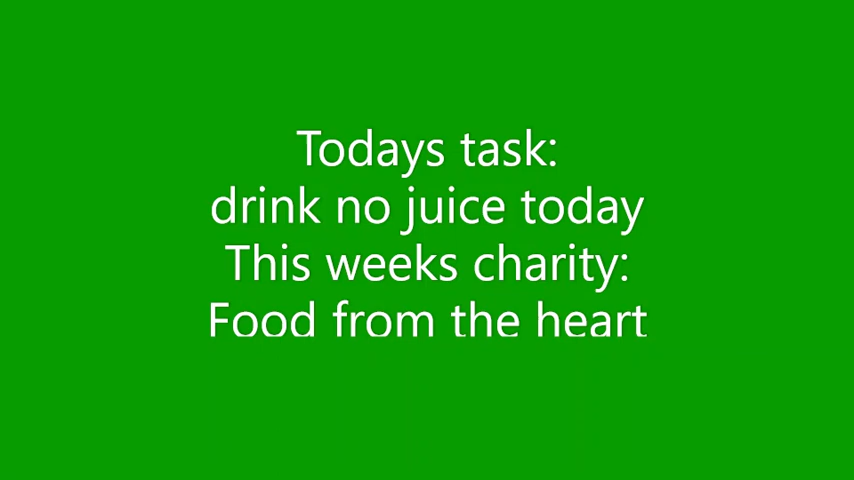 Todays task:
drink no juice today
This weeks charity:
Food from the heart